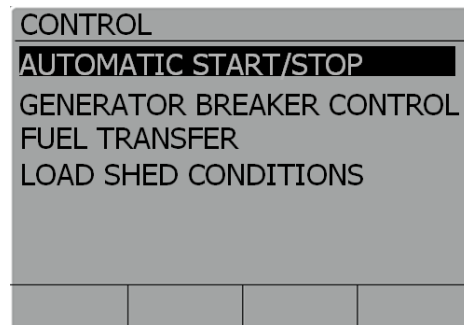 CONTROL
AUTOMATIC START/STOP
GENERATOR BREAKER CONTROL
FUEL TRANSFER
LOAD SHED CONDITIONS